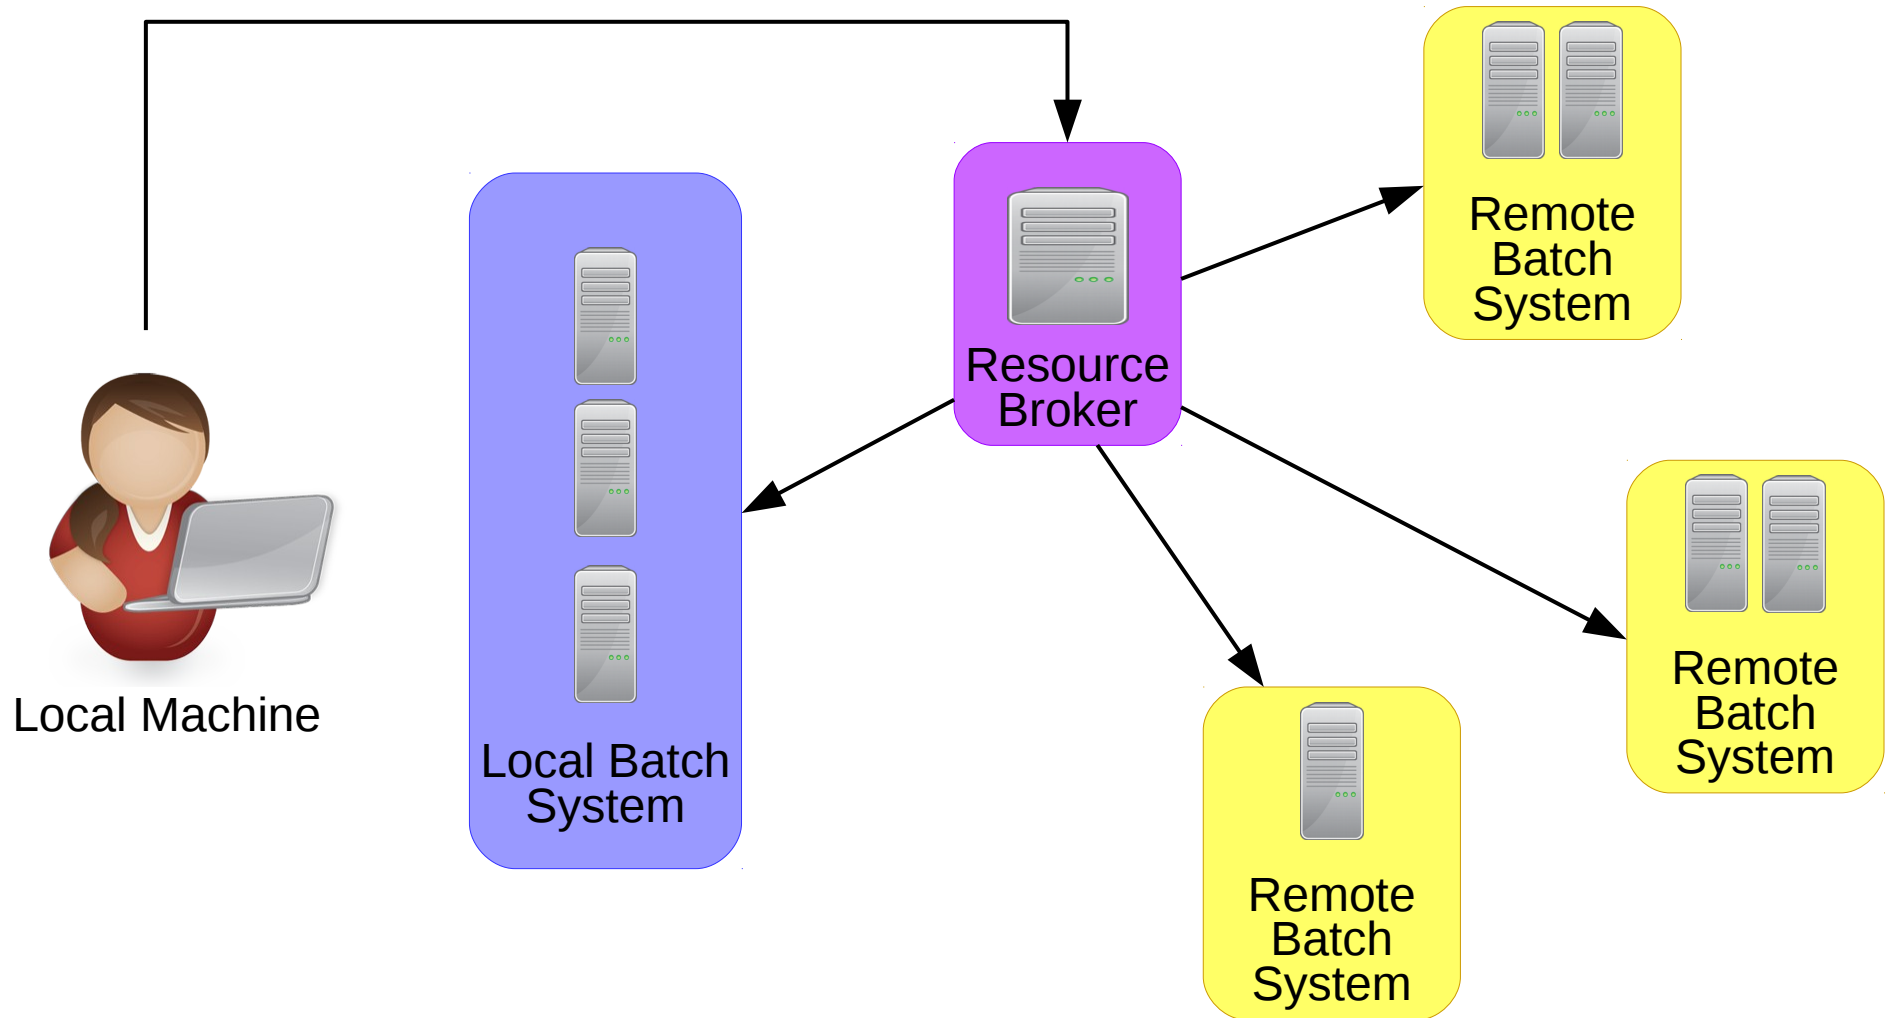 Remote
Batch
System
Resource
Broker
Local Machine
Local Batch
System
Remote
Batch
System
Remote
Batch
System